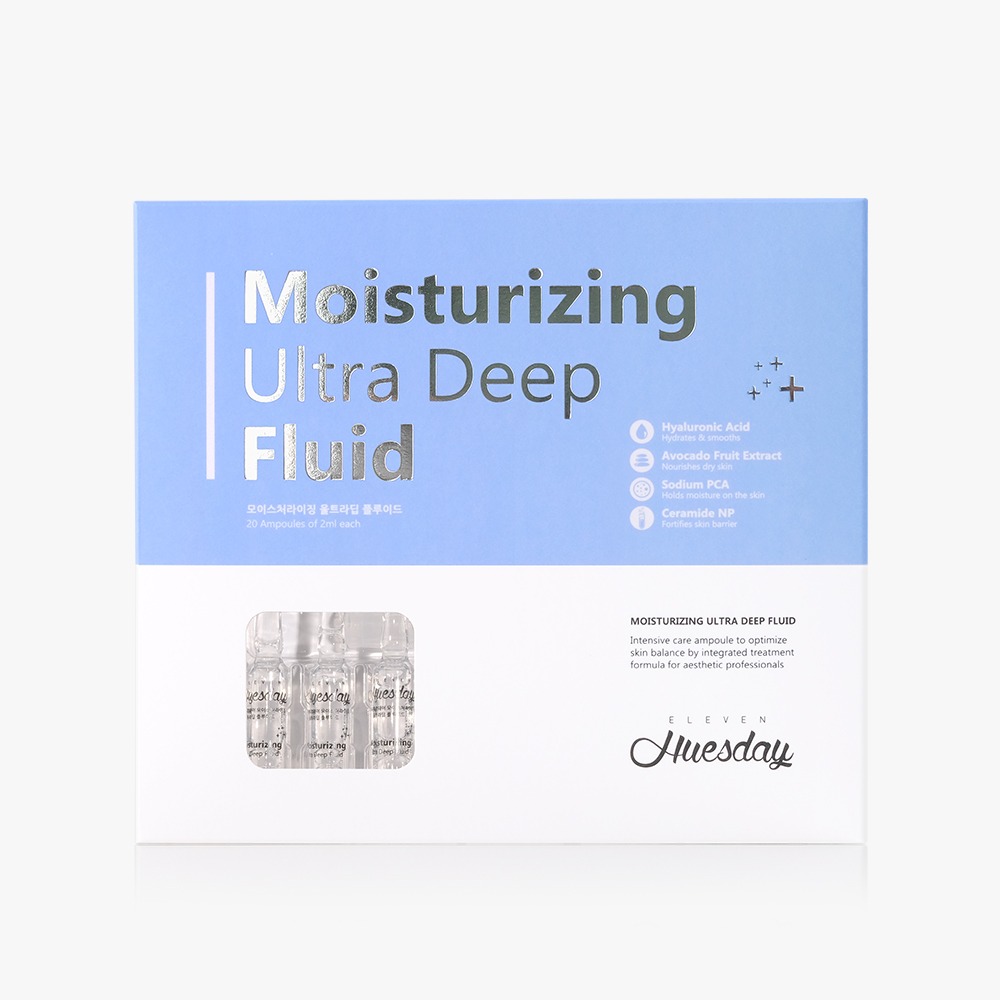 Moisturizing
Ultra Deep
Fluid
모이스처라이징 울트라딥 플루이드
20 Ampoules of 2ml each
Hyaluronic Acid
Hydrates & smooths
Avocado Fruit Extract
Nourishes dry skin
Sodium PCA
Holds moisture on the skin
Ceramide NP
Fortifies skin barrier
MOISTURIZING ULTRA DEEP FLUID
Intensive care ampoule to optimize
skin balance by integrated treatment
formula for aesthetic professionals
ELEVEN
Huesday